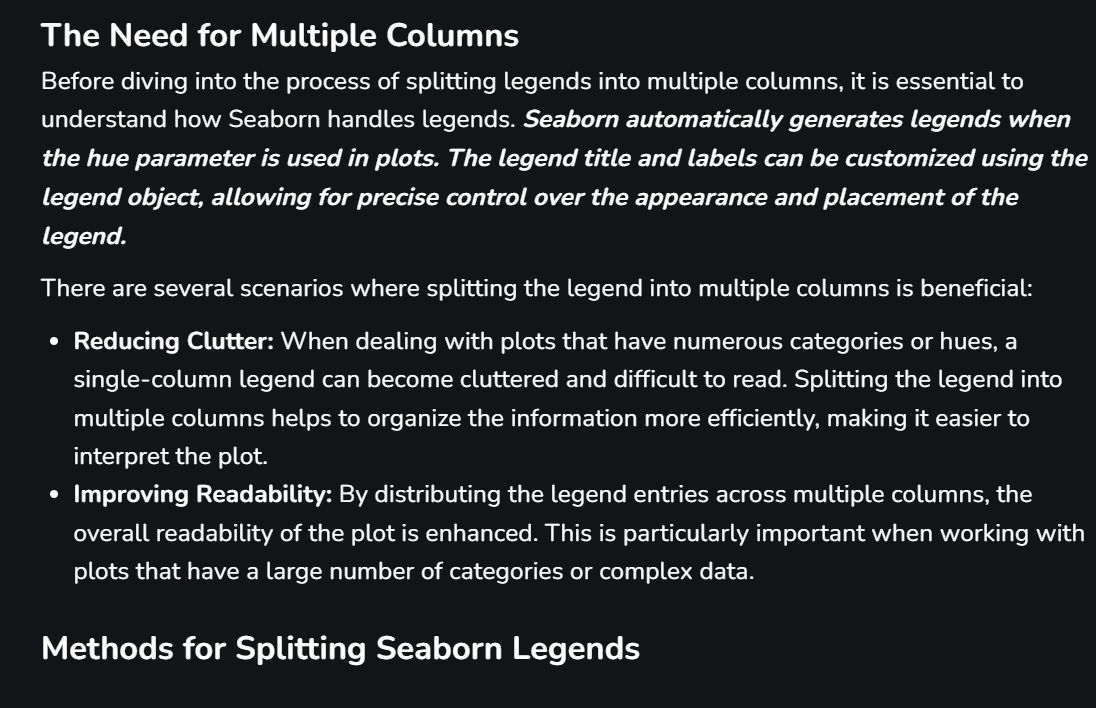 The Need for Multiple Columns
Before diving into the process of splitting legends into multiple columns, it is essential to
understand how Seaborn handles legends. Seaborn automatically generates legends when
the hue parameter is used in plots. The legend title and labels can be customized using the
legend object, allowing for precise control over the appearance and placement of the
legend.
There are several scenarios where splitting the legend into multiple columns is beneficial:
• Reducing Clutter: When dealing with plots that have numerous categories or hues, a
single-column legend can become cluttered and difficult to read. Splitting the legend into
multiple columns helps to organize the information more efficiently, making it easier to
interpret the plot.
• Improving Readability: By distributing the legend entries across multiple columns, the
overall readability of the plot is enhanced. This is particularly important when working with
plots that have a large number of categories or complex data.
Methods for Splitting Seaborn Legends